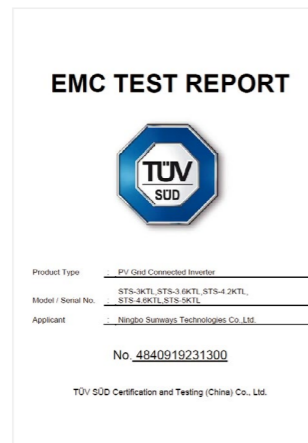 EMC TEST REPORT
TÜV
SÜD
Product Type : PV Grid Connected Inverter
STS-3KTL,STS-3.6KTL,STS-4.2KTL,
Model / Serial No. : STS-4.6KTL,STS-5KTL
Applicant : Ningbo Sunways Technologies Co.,Ltd.
No. 4840919231300
TÜV SÜD Certification and Testing (China) Co., Ltd.